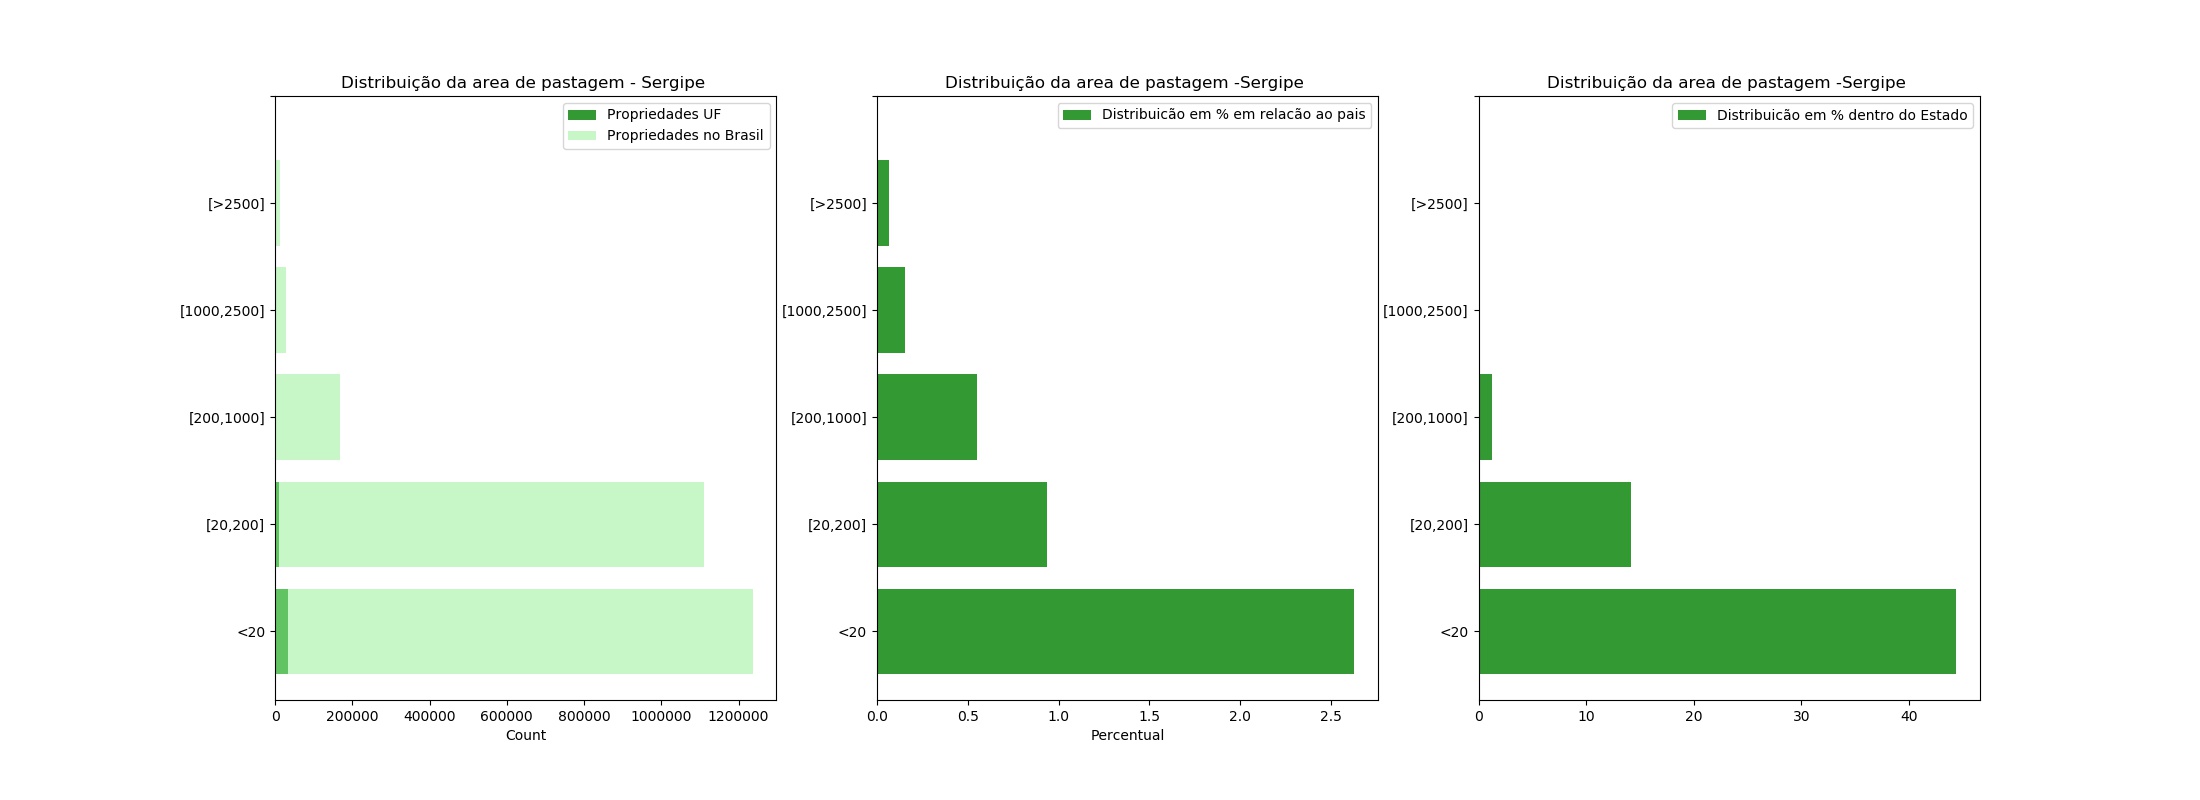 Distribuição da area de pastagem - Sergipe
Propriedades UF
Propriedades no Brasil
[>2500]
[1000,2500]
[200,1000]
[20,200]
<20
0 200000 400000 600000 800000 1000000 1200000
Count
Distribuição da area de pastagem -Sergipe
Distribuicão em % em relacão ao pais
[>2500]
[1000,2500]
[200,1000]
[20,200]
<20
0.0 0.5 1.0 1.5 2.0 2.5
Percentual
Distribuição da area de pastagem -Sergipe
Distribuicão em % dentro do Estado
[>2500]
[1000,2500]
[200,1000]
[20,200]
<20
0 10 20 30 40